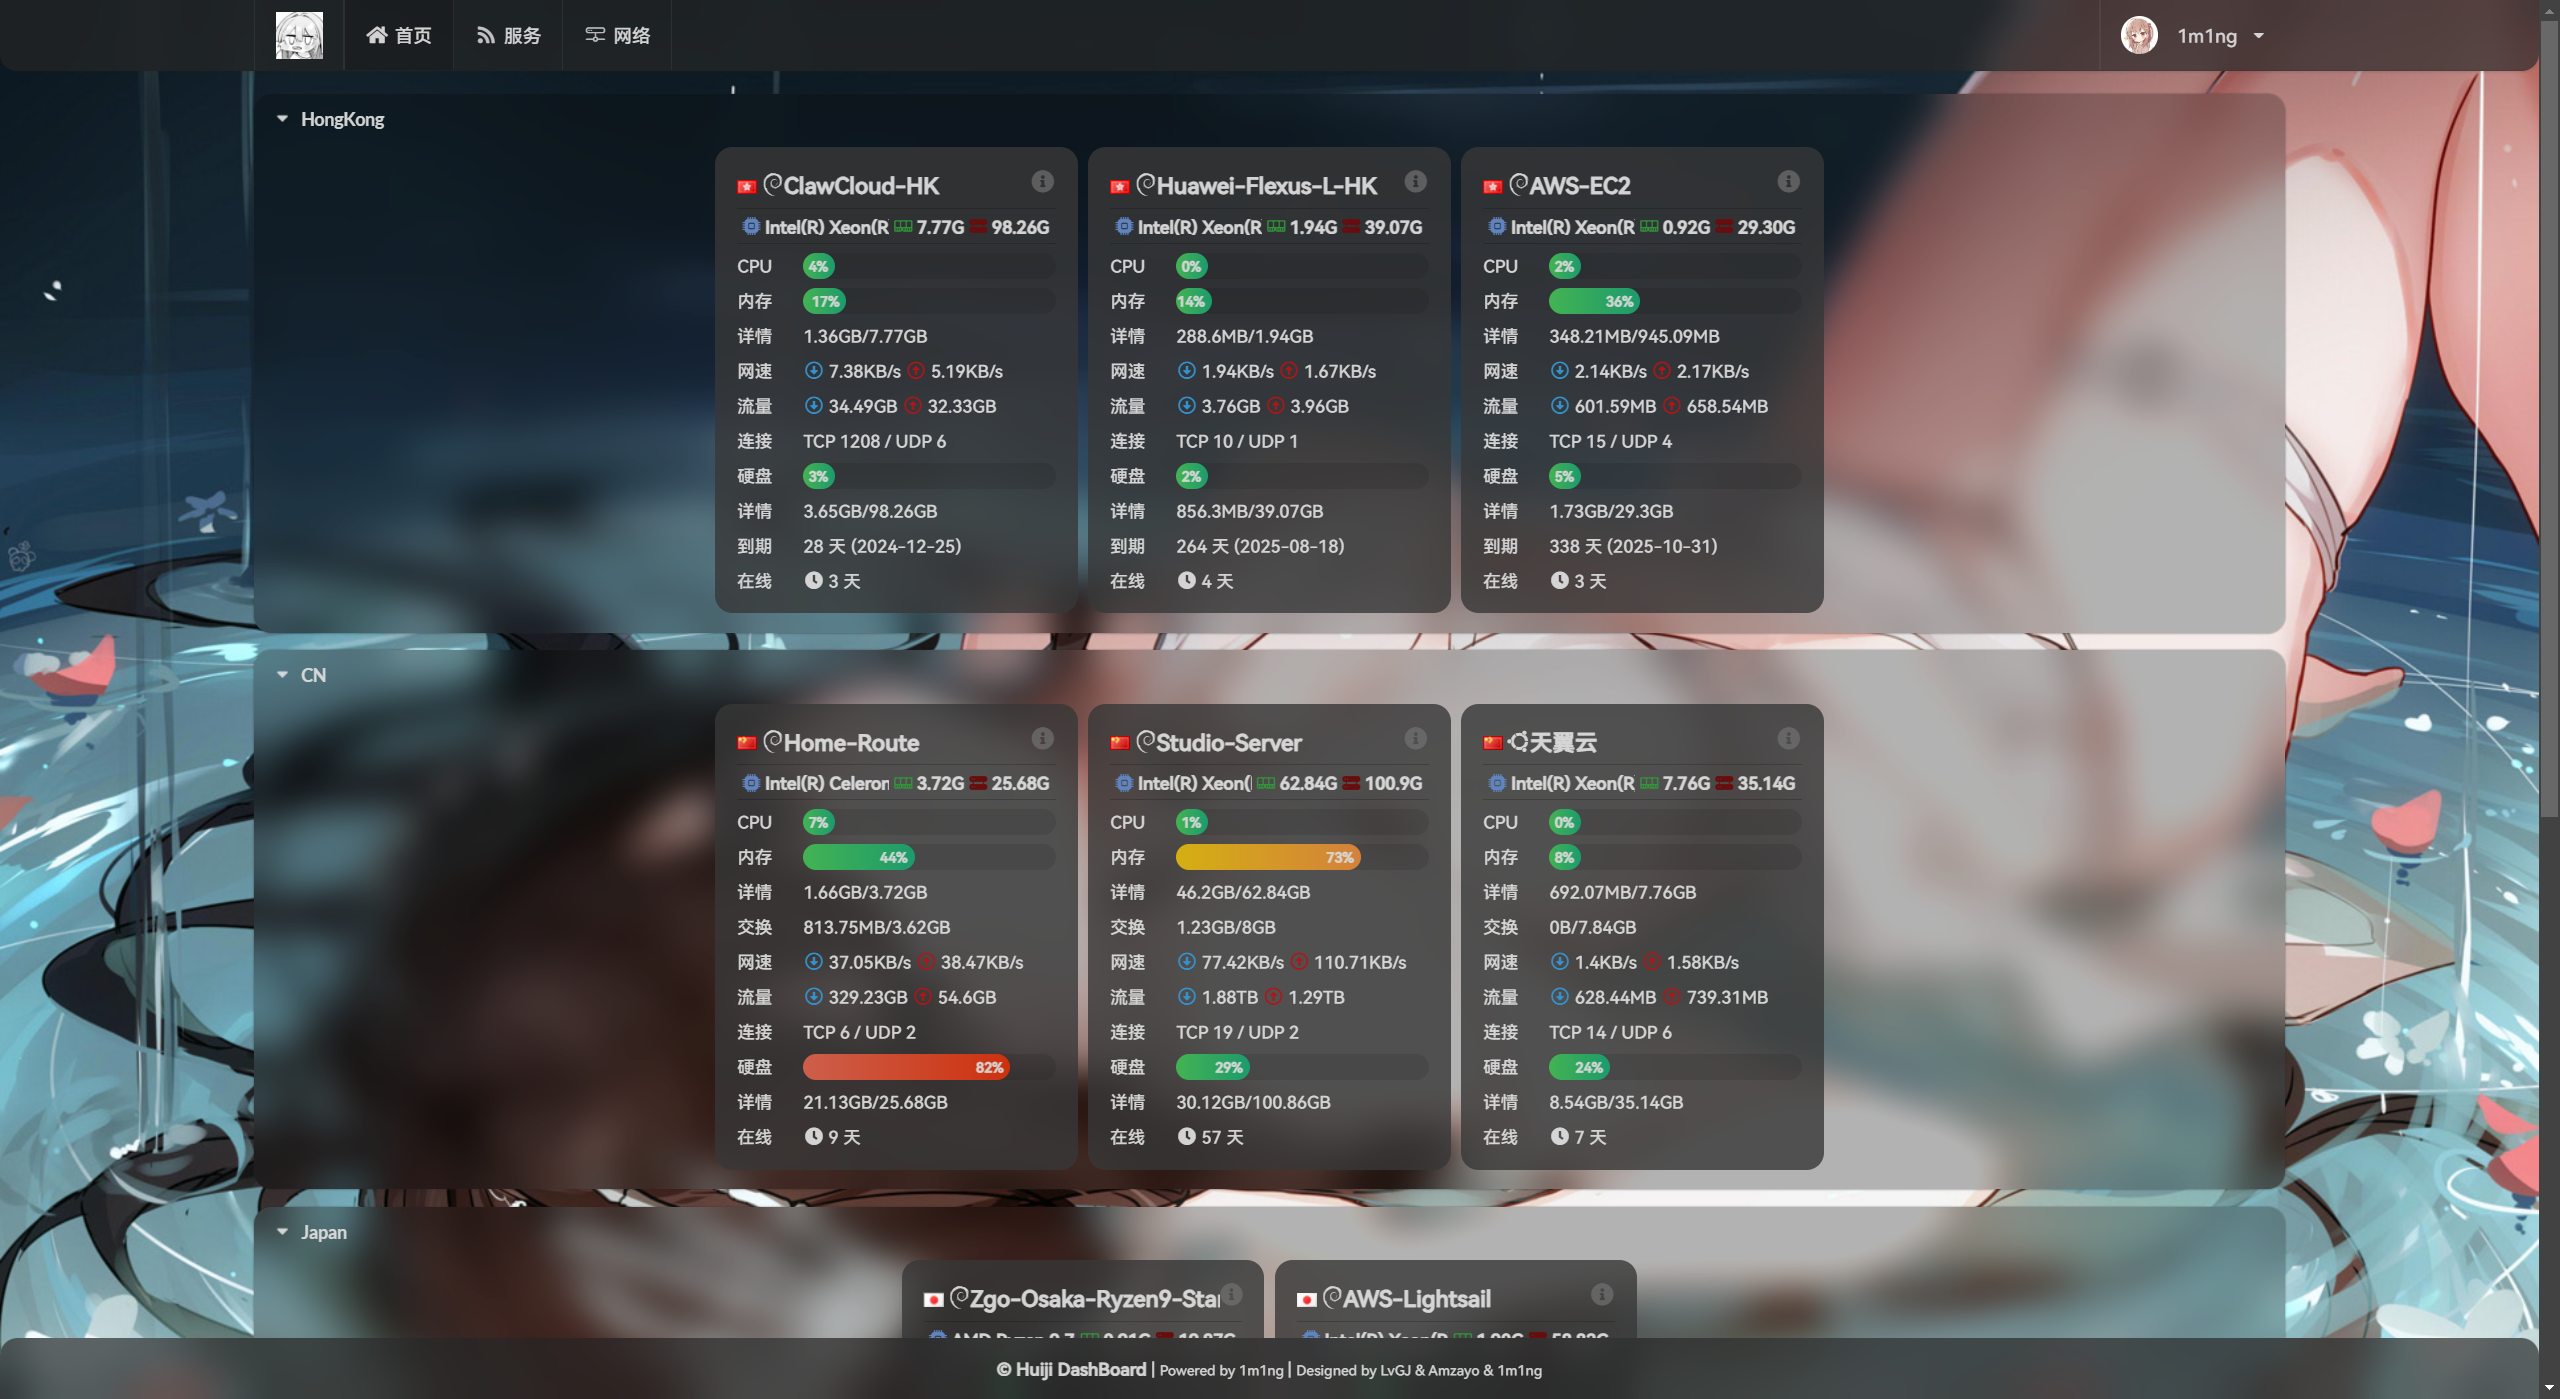 首页 服务 网络 1m1ng
HongKong
ClawCloud-HK
Intel(R) Xeon(R 7.77G 98.26G
CPU 4%
内存 17%
详情 1.36GB/7.77GB
网速 7.38KB/s 5.19KB/s
流量 34.49GB 32.33GB
连接 TCP 1208 / UDP 6
硬盘 3%
详情 3.65GB/98.26GB
到期 28 天 (2024-12-25)
在线 3 天
Huawei-Flexus-L-HK
Intel(R) Xeon(R 1.94G 39.07G
CPU 0%
内存 14%
详情 288.6MB/1.94GB
网速 1.94KB/s 1.67KB/s
流量 3.76GB 3.96GB
连接 TCP 10 / UDP 1
硬盘 2%
详情 856.3MB/39.07GB
到期 264 天 (2025-08-18)
在线 4 天
AWS-EC2
Intel(R) Xeon(R 0.92G 29.30G
CPU 2%
内存 36%
详情 348.21MB/945.09MB
网速 2.14KB/s 2.17KB/s
流量 601.59MB 658.54MB
连接 TCP 15 / UDP 4
硬盘 5%
详情 1.73GB/29.3GB
到期 338 天 (2025-10-31)
在线 3 天
CN
Home-Route
Intel(R) Celeron 3.72G 25.68G
CPU 7%
内存 44%
详情 1.66GB/3.72GB
交换 813.75MB/3.62GB
网速 37.05KB/s 38.47KB/s
流量 329.23GB 54.6GB
连接 TCP 6 / UDP 2
硬盘 82%
详情 21.13GB/25.68GB
在线 9 天
Studio-Server
Intel(R) Xeon( 62.84G 100.9G
CPU 1%
内存 73%
详情 46.2GB/62.84GB
交换 1.23GB/8GB
网速 77.42KB/s 110.71KB/s
流量 1.88TB 1.29TB
连接 TCP 19 / UDP 2
硬盘 29%
详情 30.12GB/100.86GB
在线 57 天
天翼云
Intel(R) Xeon(R 7.76G 35.14G
CPU 0%
内存 8%
详情 692.07MB/7.76GB
交换 0B/7.84GB
网速 1.4KB/s 1.58KB/s
流量 628.44MB 739.31MB
连接 TCP 14 / UDP 6
硬盘 24%
详情 8.54GB/35.14GB
在线 7 天
Japan
Zgo-Osaka-Ryzen9-Sta
AWS-Lightsail
© Huiji DashBoard | Powered by 1m1ng | Designed by LvGJ & Amzayo & 1m1ng